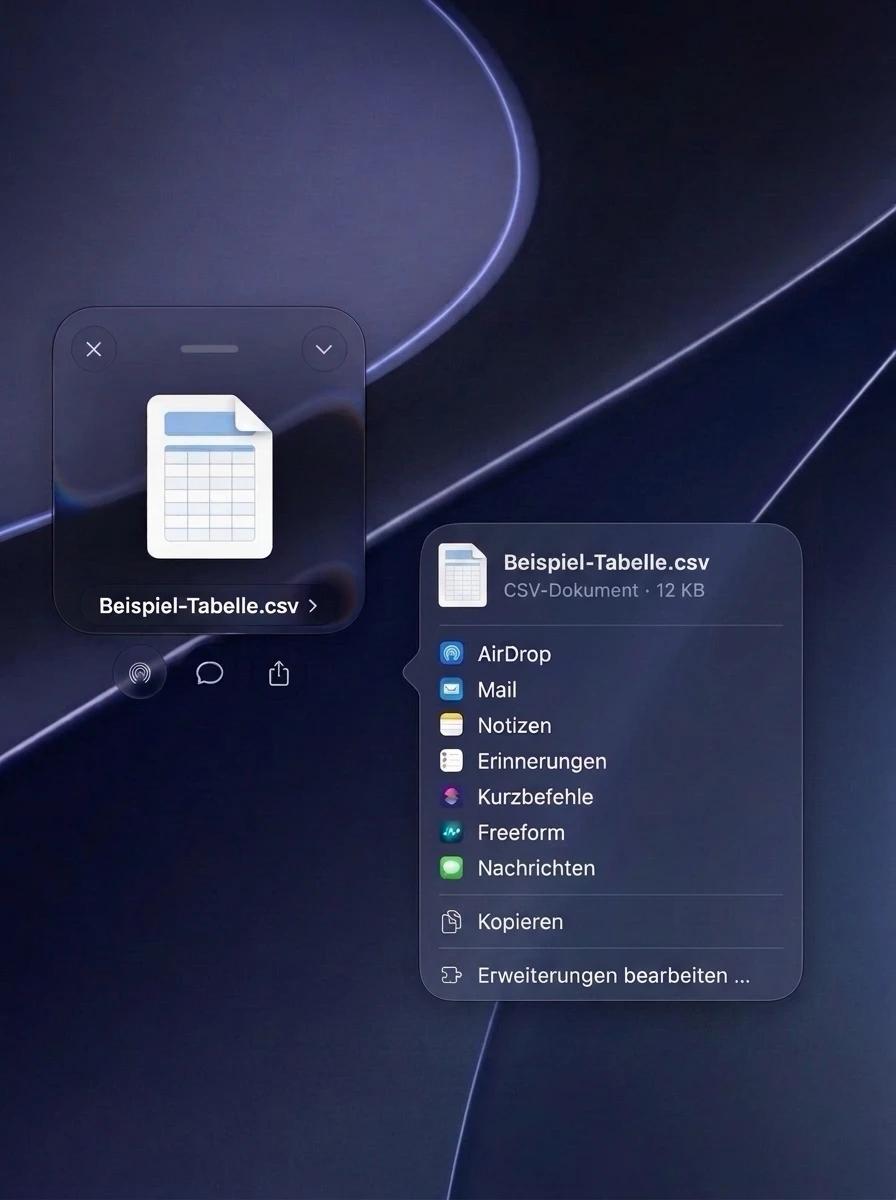 Beispiel-Tabelle.csv
Beispiel-Tabelle.csv
CSV-Dokument · 12 KB
AirDrop
Mail
Notizen
Erinnerungen
Kurzbefehle
Freeform
Nachrichten
Kopieren
Erweiterungen bearbeiten ...